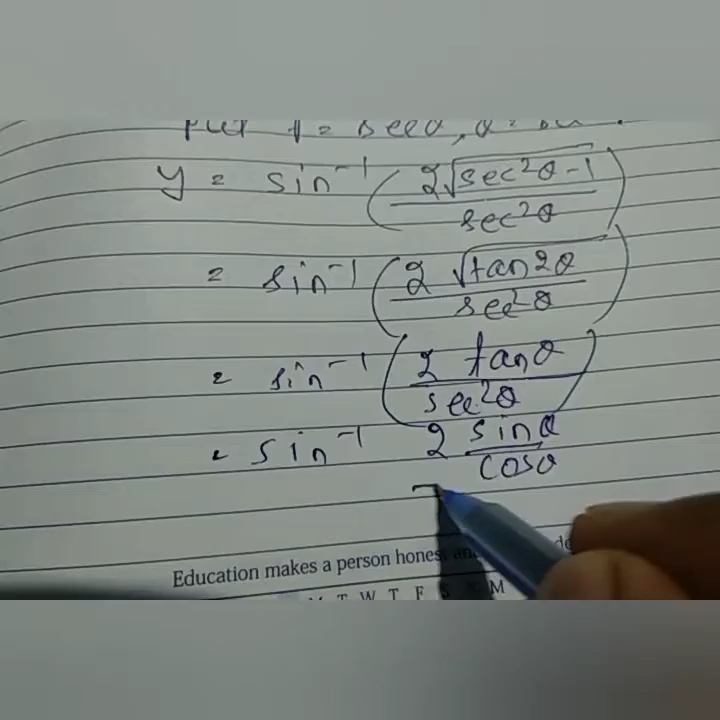 y = sin⁻¹ (2√sec²θ-1 / sec²θ)
= sin⁻¹ (2 √tan2θ / sec²θ)
= sin⁻¹ (2 tanθ / sec²θ)
= sin⁻¹ 2 sinθ / cosθ
Education makes a person honest
M T W T F S M